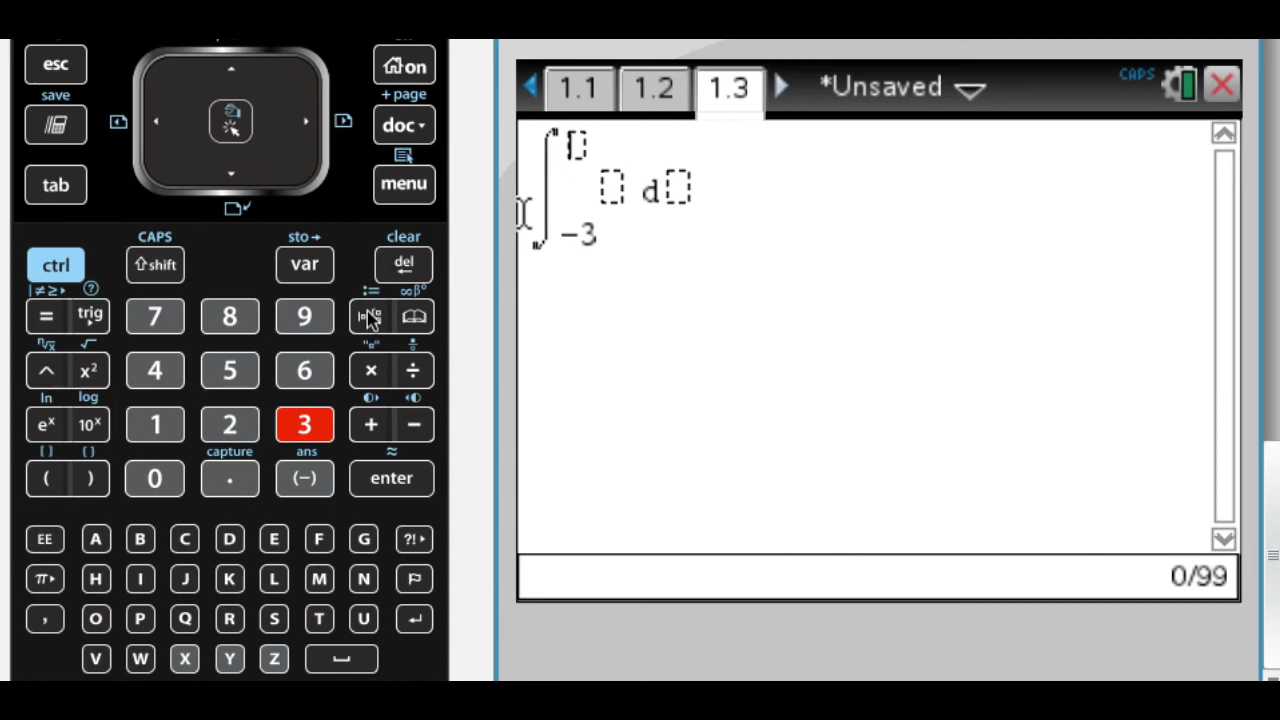 esc
on
save
+ page
doc
tab
menu
CAPS
sto→
clear
ctrl
⇧shift
var
del
|≠≥▸
?
:=
∞β°
=
trig
7
8
9
ⁿ√x
√
"▫"
^
x²
4
5
6
×
÷
ln
log
eˣ
10ˣ
1
2
3
+
−
[ ]
{ }
capture
ans
≈
(
)
0
.
(−)
enter
EE
A
B
C
D
E
F
G
?!▸
π▸
H
I
J
K
L
M
N
,
O
P
Q
R
S
T
U
V
W
X
Y
Z
1.1
1.2
1.3
*Unsaved
CAPS
∫
d
−3
0/99